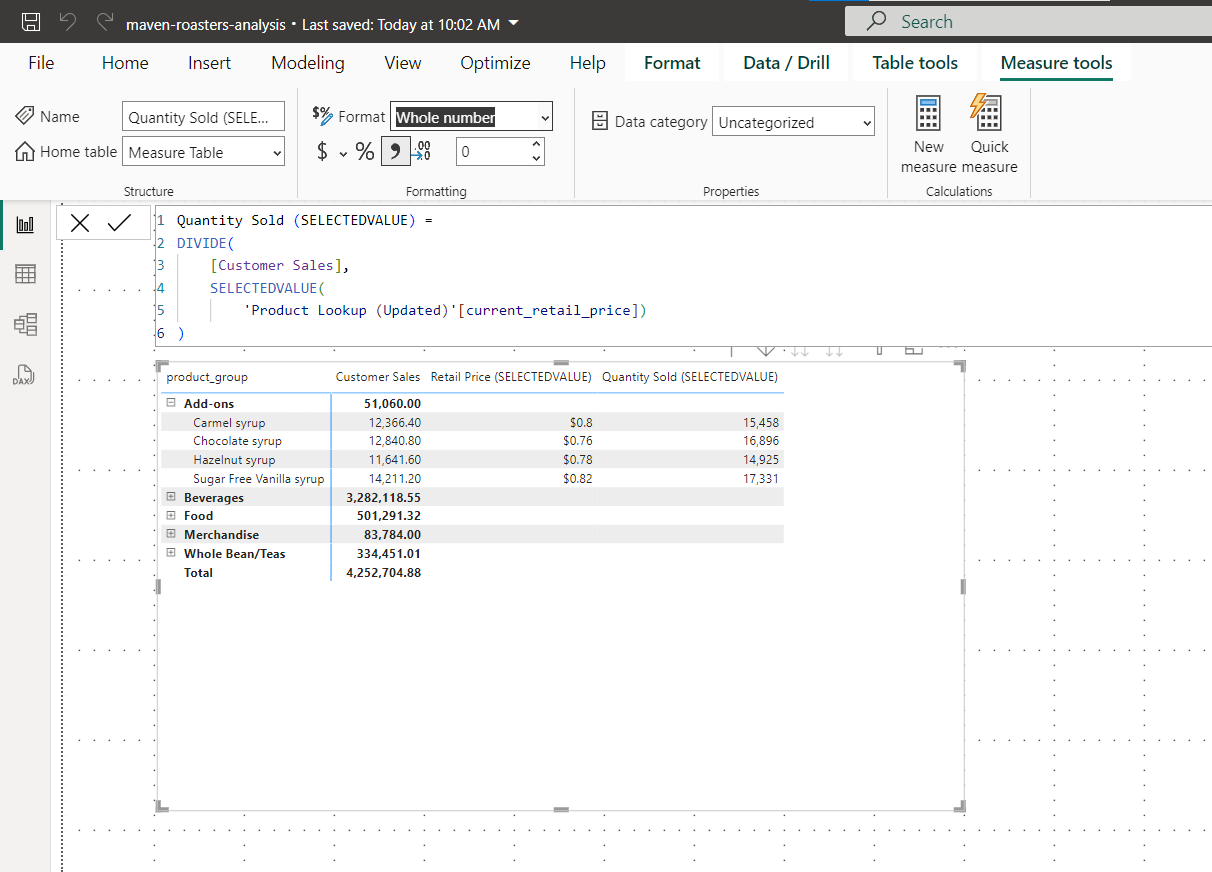 maven-roasters-analysis • Last saved: Today at 10:02 AM Search
File Home Insert Modeling View Optimize Help Format Data / Drill Table tools Measure tools
Name Quantity Sold (SELE... $% Format Whole number Data category Uncategorized New measure Quick measure
Home table Measure Table $ % , .00 0
Structure Formatting Properties Calculations
1 Quantity Sold (SELECTEDVALUE) =
2 DIVIDE(
3 [Customer Sales],
4 SELECTEDVALUE(
5 'Product Lookup (Updated)'[current_retail_price])
6 )
DAX
product_group Customer Sales Retail Price (SELECTEDVALUE) Quantity Sold (SELECTEDVALUE)
Add-ons 51,060.00
Carmel syrup 12,366.40 $0.8 15,458
Chocolate syrup 12,840.80 $0.76 16,896
Hazelnut syrup 11,641.60 $0.78 14,925
Sugar Free Vanilla syrup 14,211.20 $0.82 17,331
Beverages 3,282,118.55
Food 501,291.32
Merchandise 83,784.00
Whole Bean/Teas 334,451.01
Total 4,252,704.88